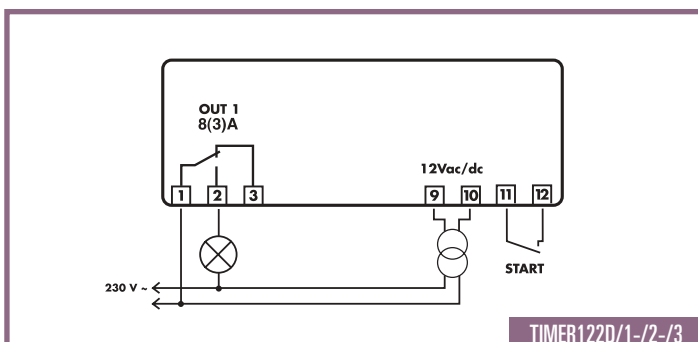 OUT 1
8(3)A
12Vac/dc
1 2 3 9 10 11 12
START
230 V ~
TIMER122D/1-/2-/3